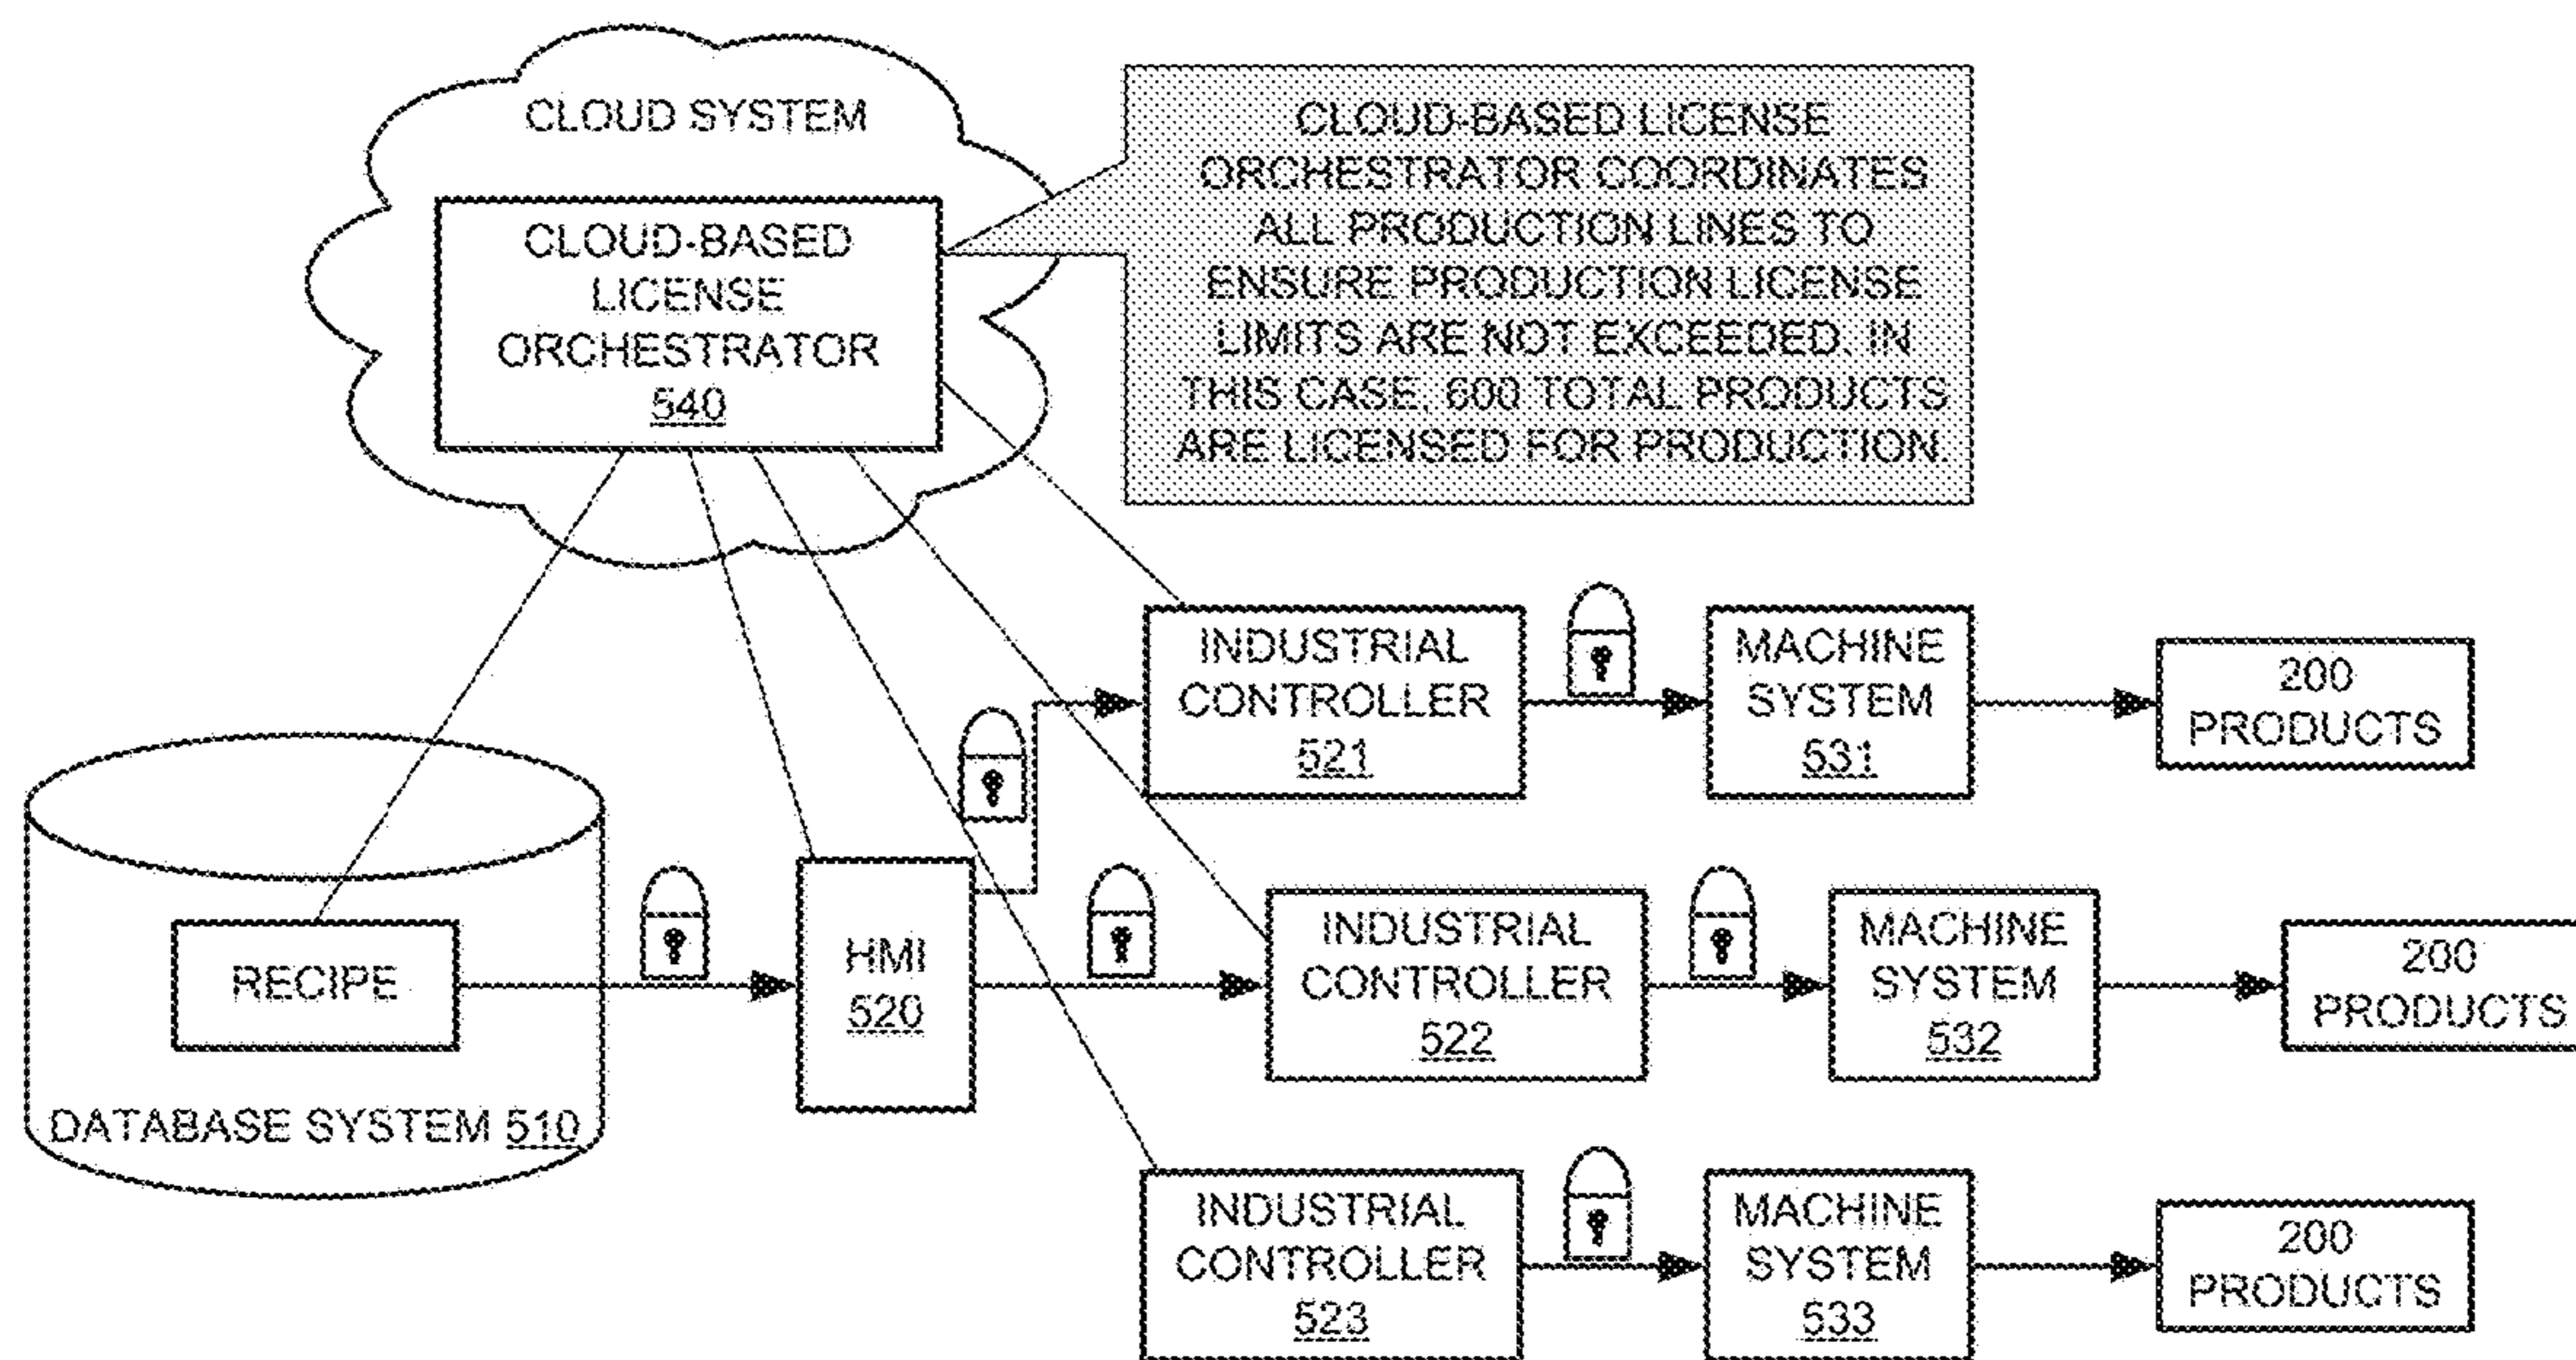 CLOUD SYSTEM
CLOUD-BASED
LICENSE
ORCHESTRATOR
540
CLOUD-BASED LICENSE
ORCHESTRATOR COORDINATES
ALL PRODUCTION LINES TO
ENSURE PRODUCTION LICENSE
LIMITS ARE NOT EXCEEDED. IN
THIS CASE, 600 TOTAL PRODUCTS
ARE LICENSED FOR PRODUCTION.
INDUSTRIAL
CONTROLLER
521
MACHINE
SYSTEM
531
200
PRODUCTS
RECIPE
DATABASE SYSTEM 510
HMI
520
INDUSTRIAL
CONTROLLER
522
MACHINE
SYSTEM
532
200
PRODUCTS
INDUSTRIAL
CONTROLLER
523
MACHINE
SYSTEM
533
200
PRODUCTS